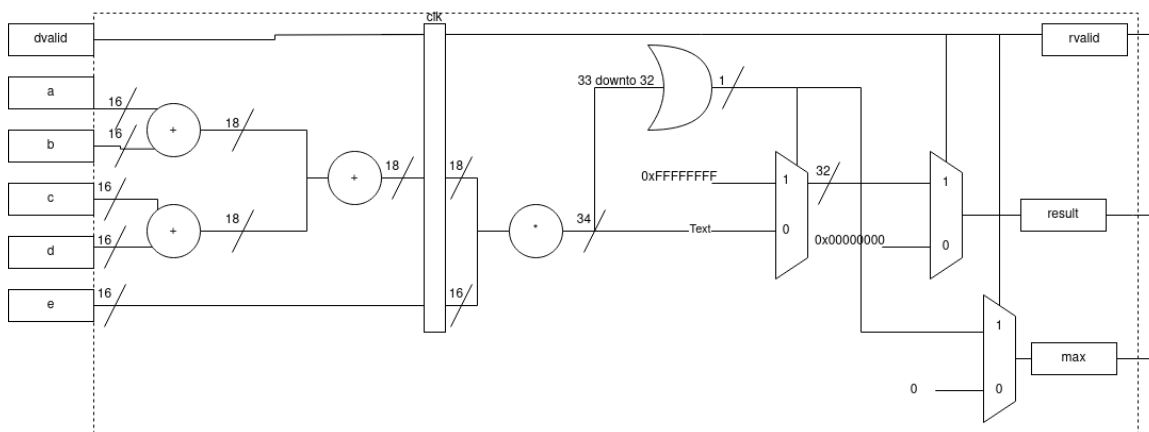 clk
dvalid
rvalid
a
16
33 downto 32
1
+
18
b
16
0xFFFFFFFF
1
32
1
18
+
18
18
c
16
34
*
Text
0
0x00000000
0
+
18
d
16
result
e
16
16
1
max
0
0